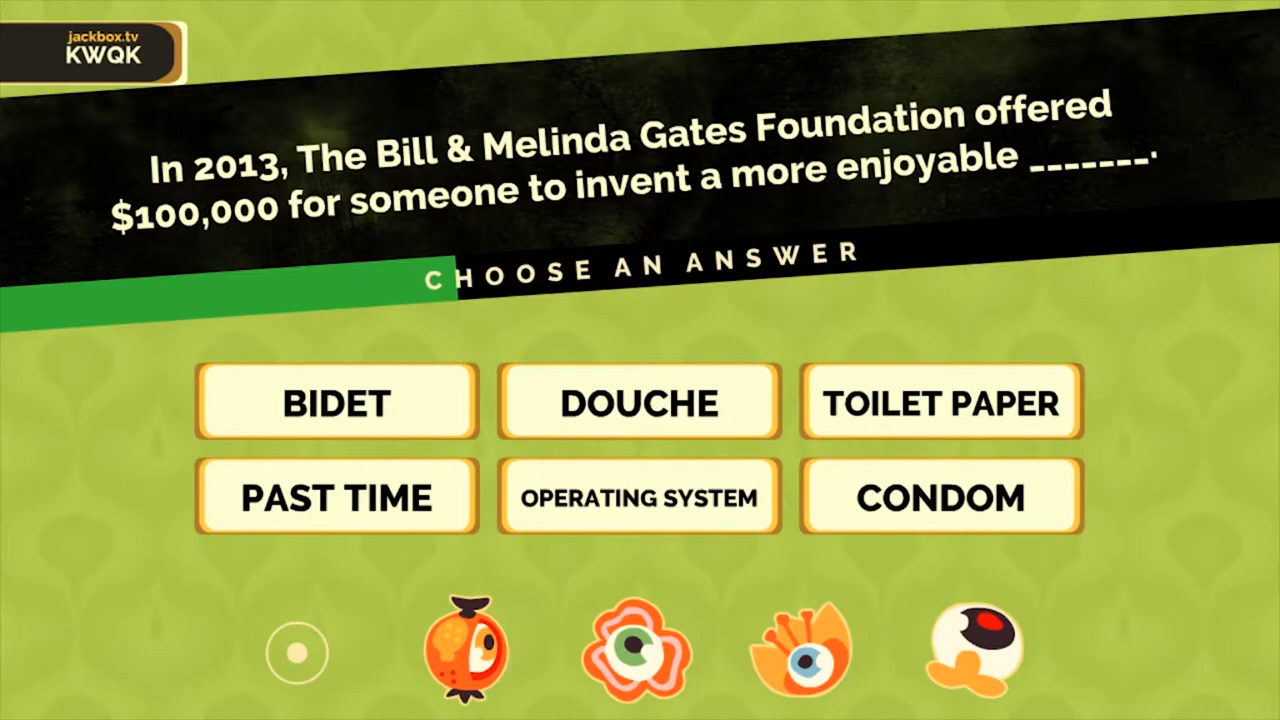 jackbox.tv
KWQK
In 2013, The Bill & Melinda Gates Foundation offered
$100,000 for someone to invent a more enjoyable _______.
CHOOSE AN ANSWER
BIDET
DOUCHE
TOILET PAPER
PAST TIME
OPERATING SYSTEM
CONDOM